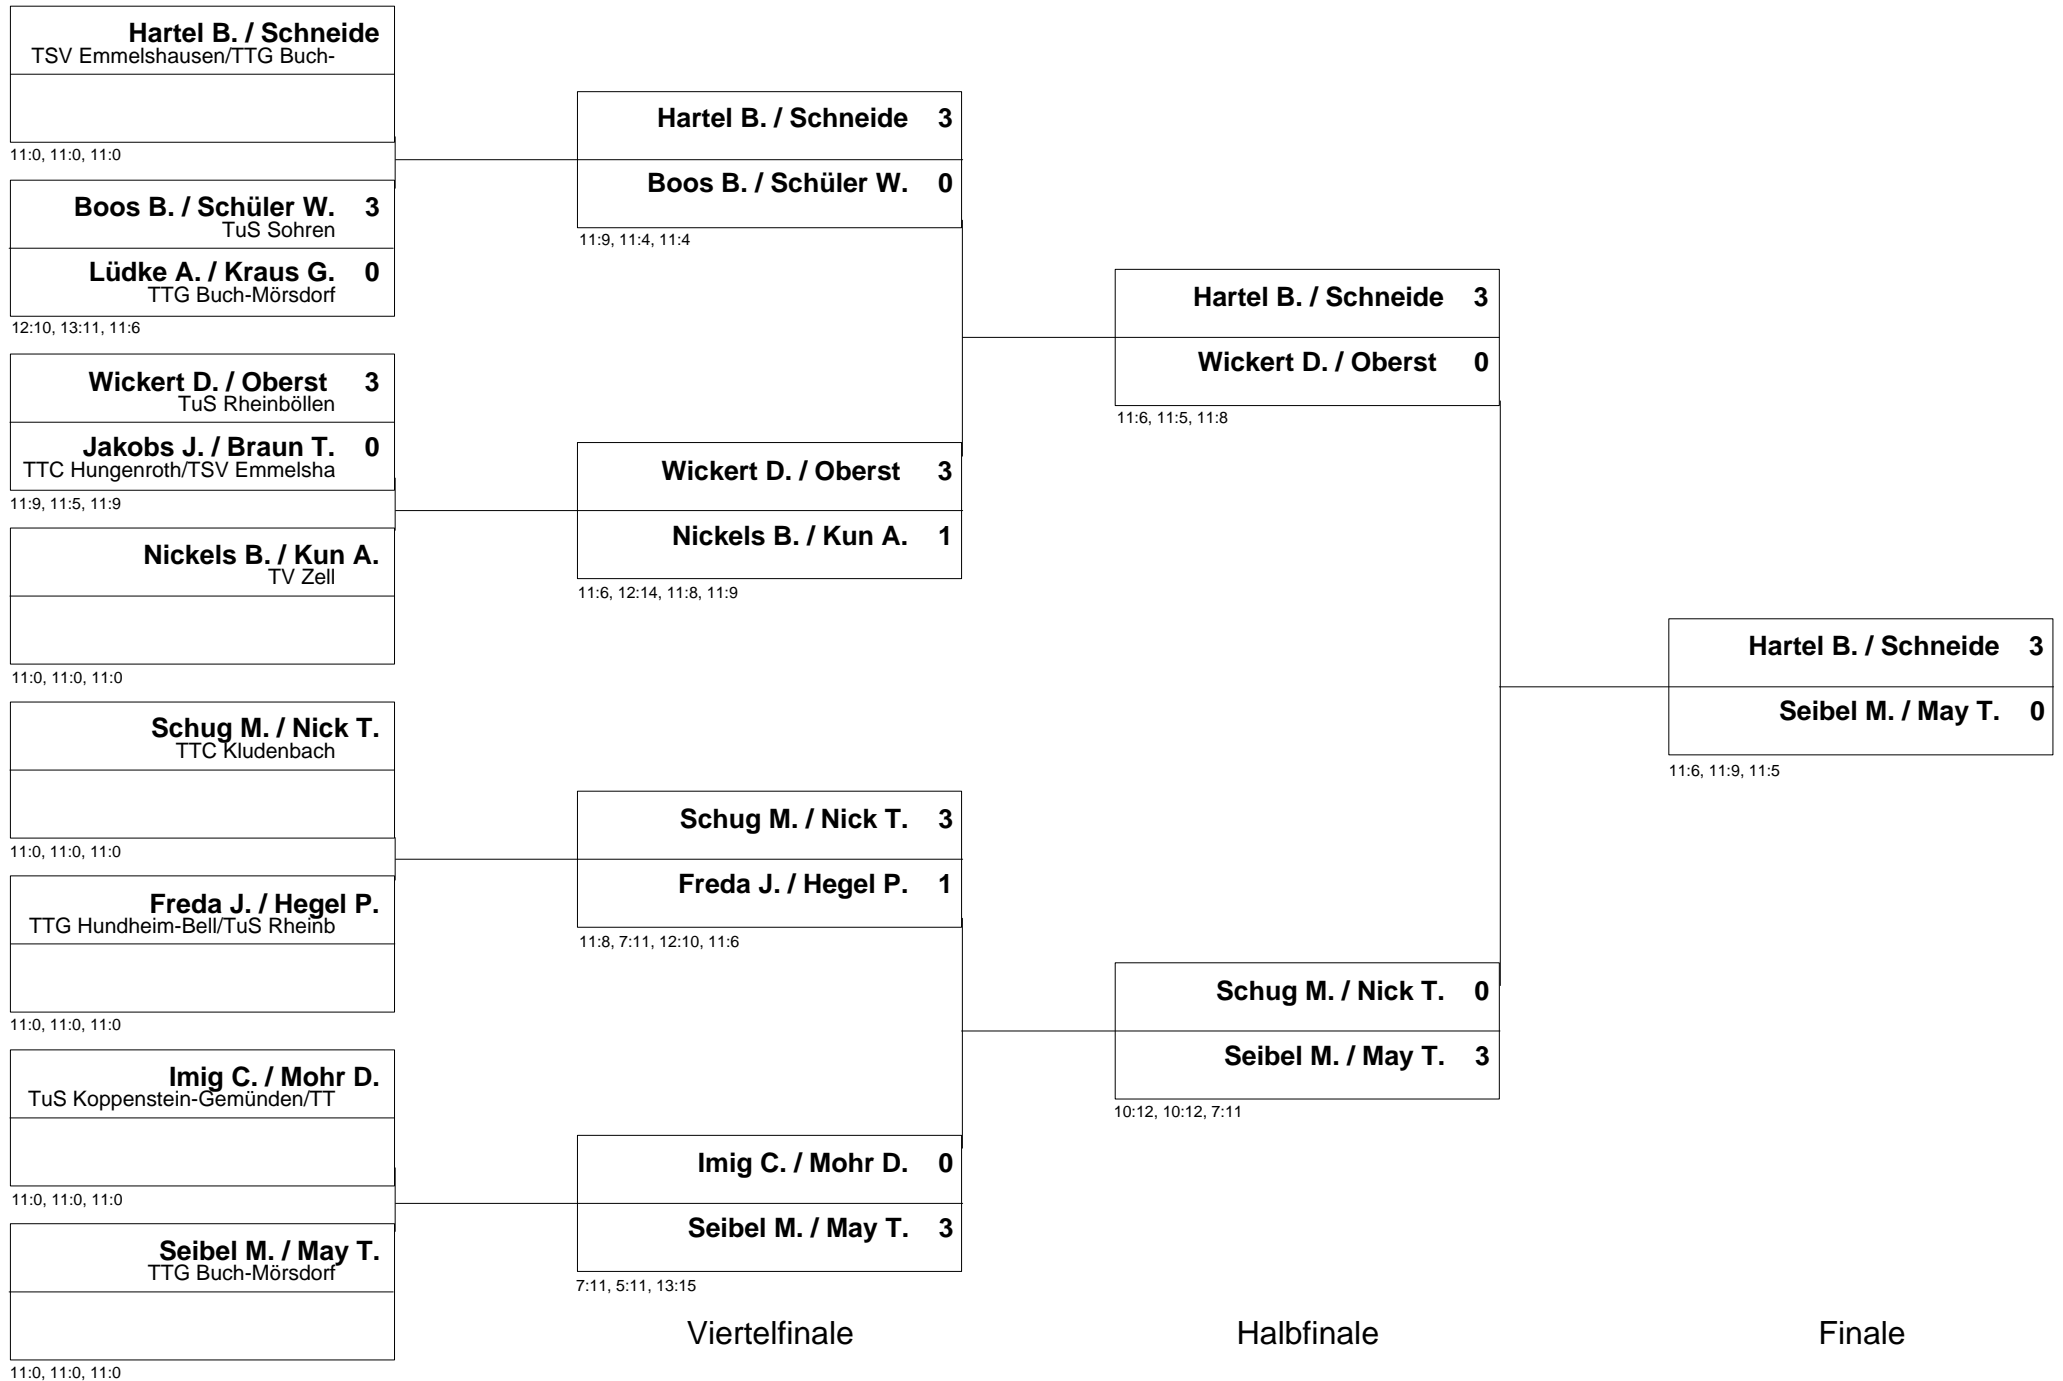 Hartel B. / Schneide
TSV Emmelshausen/TTG Buch-
11:0, 11:0, 11:0
Boos B. / Schüler W. 3
TuS Sohren
Lüdke A. / Kraus G. 0
TTG Buch-Mörsdorf
12:10, 13:11, 11:6
Wickert D. / Oberst 3
TuS Rheinböllen
Jakobs J. / Braun T. 0
TTC Hungenroth/TSV Emmelsha
11:9, 11:5, 11:9
Nickels B. / Kun A.
TV Zell
11:0, 11:0, 11:0
Schug M. / Nick T.
TTC Kludenbach
11:0, 11:0, 11:0
Freda J. / Hegel P.
TTG Hundheim-Bell/TuS Rheinb
11:0, 11:0, 11:0
Imig C. / Mohr D.
TuS Koppenstein-Gemünden/TT
11:0, 11:0, 11:0
Seibel M. / May T.
TTG Buch-Mörsdorf
11:0, 11:0, 11:0
Hartel B. / Schneide 3
Boos B. / Schüler W. 0
11:9, 11:4, 11:4
Wickert D. / Oberst 3
Nickels B. / Kun A. 1
11:6, 12:14, 11:8, 11:9
Schug M. / Nick T. 3
Freda J. / Hegel P. 1
11:8, 7:11, 12:10, 11:6
Imig C. / Mohr D. 0
Seibel M. / May T. 3
7:11, 5:11, 13:15
Viertelfinale
Hartel B. / Schneide 3
Wickert D. / Oberst 0
11:6, 11:5, 11:8
Schug M. / Nick T. 0
Seibel M. / May T. 3
10:12, 10:12, 7:11
Halbfinale
Hartel B. / Schneide 3
Seibel M. / May T. 0
11:6, 11:9, 11:5
Finale